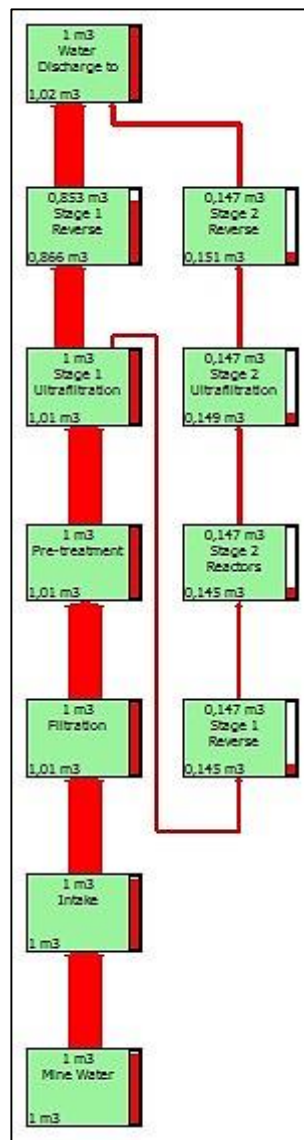 1 m3
Water
Discharge to
1,02 m3
0,853 m3
Stage 1
Reverse
0,866 m3
0,147 m3
Stage 2
Reverse
0,151 m3
1 m3
Stage 1
Ultrafiltration
1,01 m3
0,147 m3
Stage 2
Ultrafiltration
0,149 m3
1 m3
Pre-treatment
1,01 m3
0,147 m3
Stage 2
Reactors
0,145 m3
1 m3
Filtration
1,01 m3
0,147 m3
Stage 1
Reverse
0,145 m3
1 m3
Intake
1 m3
1 m3
Mine Water
1 m3